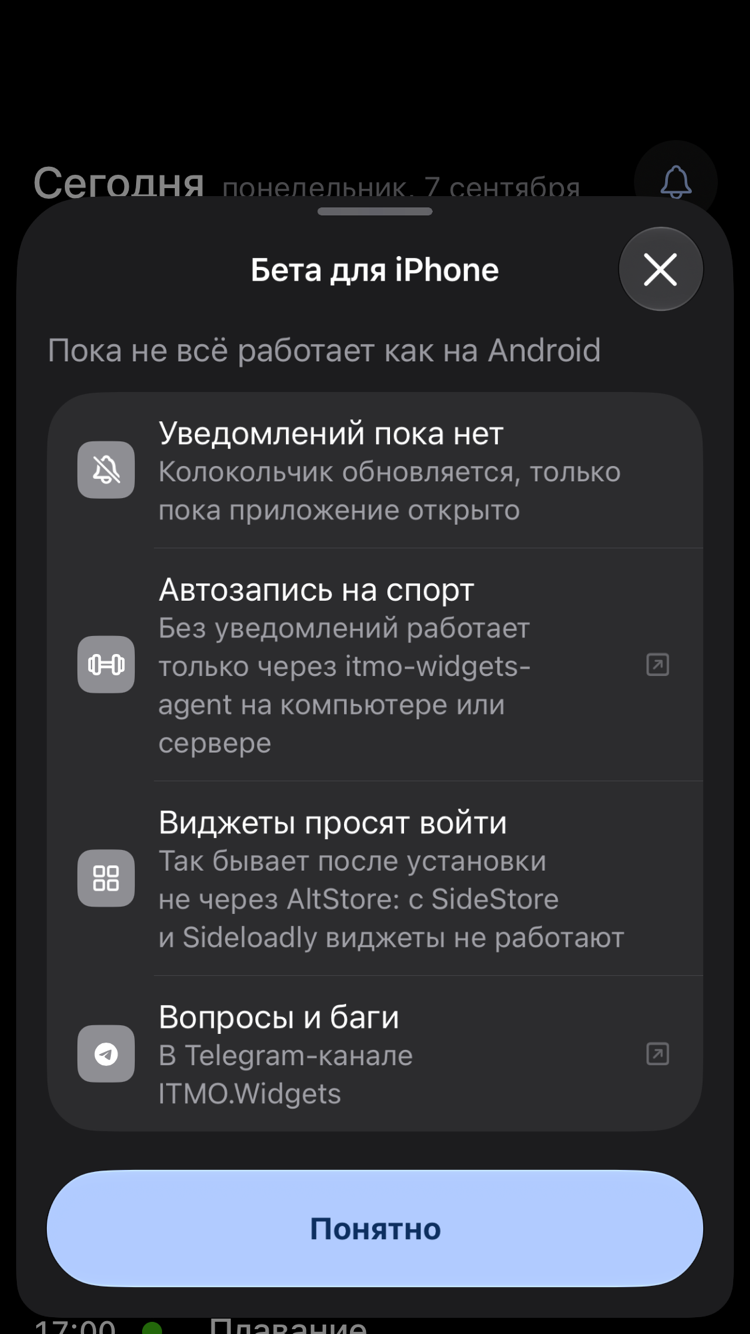 Сегодня понедельник, 7 сентября
Бета для iPhone
Пока не всё работает как на Android
Уведомлений пока нет
Колокольчик обновляется, только
пока приложение открыто
Автозапись на спорт
Без уведомлений работает
только через itmo-widgets-
agent на компьютере или
сервере
Виджеты просят войти
Так бывает после установки
не через AltStore: с SideStore
и Sideloadly виджеты не работают
Вопросы и баги
В Telegram-канале
ITMO.Widgets
Понятно
17:00 Плавание